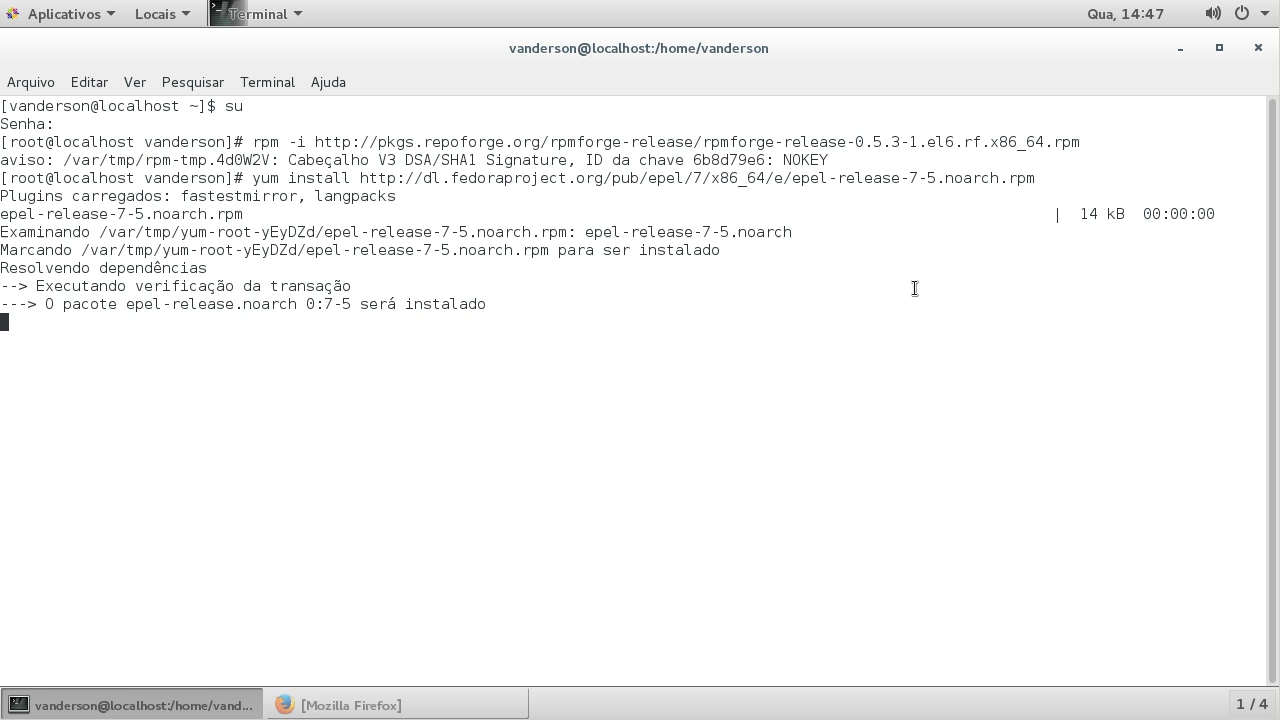 Aplicativos Locais Terminal Qua, 14:47
vanderson@localhost:/home/vanderson
Arquivo Editar Ver Pesquisar Terminal Ajuda
[vanderson@localhost ~]$ su
Senha:
[root@localhost vanderson]# rpm -i http://pkgs.repoforge.org/rpmforge-release/rpmforge-release-0.5.3-1.el6.rf.x86_64.rpm
aviso: /var/tmp/rpm-tmp.4d0W2V: Cabeçalho V3 DSA/SHA1 Signature, ID da chave 6b8d79e6: NOKEY
[root@localhost vanderson]# yum install http://dl.fedoraproject.org/pub/epel/7/x86_64/e/epel-release-7-5.noarch.rpm
Plugins carregados: fastestmirror, langpacks
epel-release-7-5.noarch.rpm | 14 kB 00:00:00
Examinando /var/tmp/yum-root-yEyDZd/epel-release-7-5.noarch.rpm: epel-release-7-5.noarch
Marcando /var/tmp/yum-root-yEyDZd/epel-release-7-5.noarch.rpm para ser instalado
Resolvendo dependências
--> Executando verificação da transação
---> O pacote epel-release.noarch 0:7-5 será instalado
vanderson@localhost:/home/vand... [Mozilla Firefox] 1 / 4